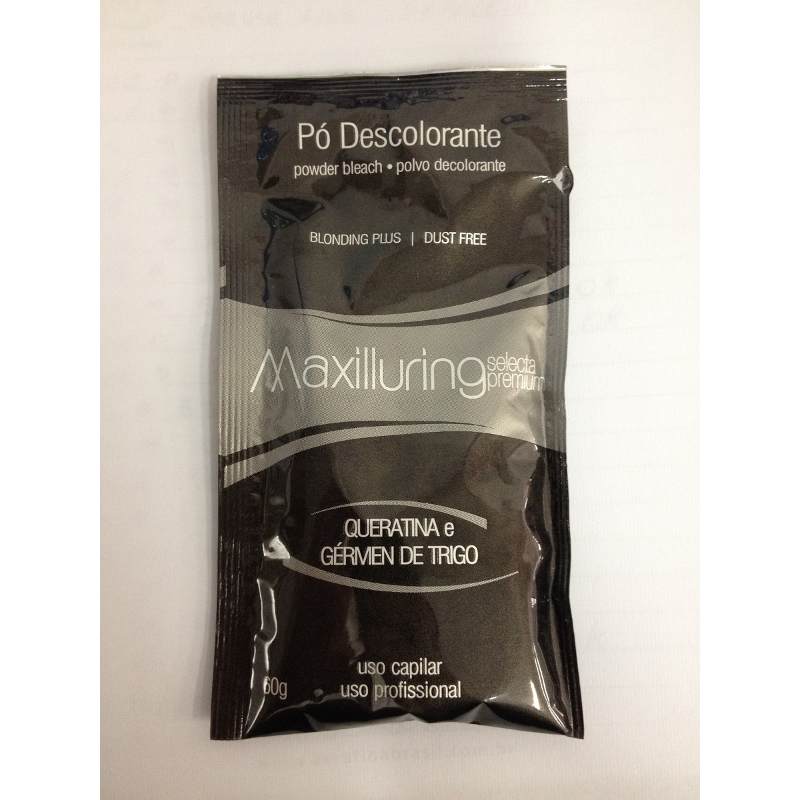 Pó Descolorante
powder bleach • polvo decolorante
BLONDING PLUS | DUST FREE
Maxilluring selecta premium
QUERATINA e
GÉRMEN DE TRIGO
uso capilar
60g uso profissional